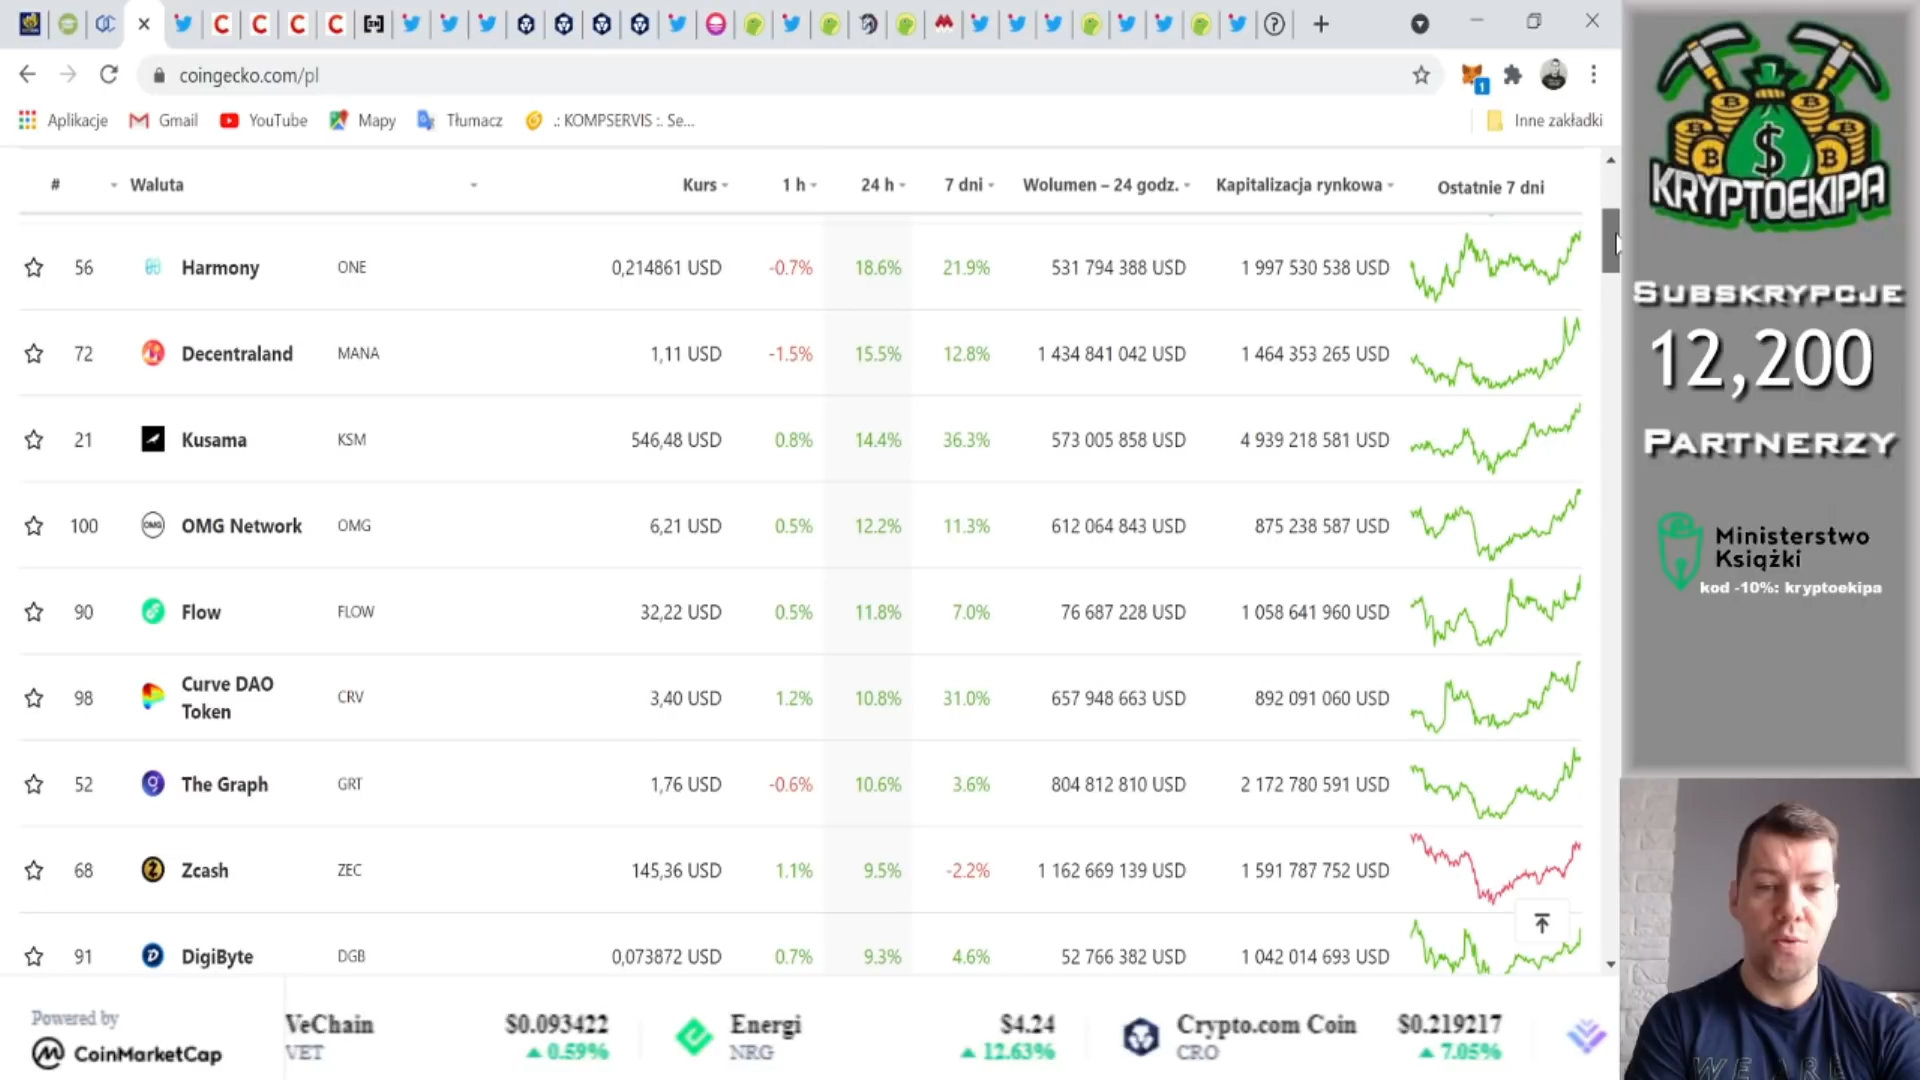 coingecko.com/pl
1
Aplikacje Gmail YouTube Mapy Tłumacz .: KOMPSERVIS :. Se... Inne zakładki
# Waluta Kurs 1 h 24 h 7 dni Wolumen – 24 godz. Kapitalizacja rynkowa Ostatnie 7 dni
56 Harmony ONE 0,214861 USD -0.7% 18.6% 21.9% 531 794 388 USD 1 997 530 538 USD
72 Decentraland MANA 1,11 USD -1.5% 15.5% 12.8% 1 434 841 042 USD 1 464 353 265 USD
21 Kusama KSM 546,48 USD 0.8% 14.4% 36.3% 573 005 858 USD 4 939 218 581 USD
100 OMG Network OMG 6,21 USD 0.5% 12.2% 11.3% 612 064 843 USD 875 238 587 USD
90 Flow FLOW 32,22 USD 0.5% 11.8% 7.0% 76 687 228 USD 1 058 641 960 USD
98 Curve DAO Token CRV 3,40 USD 1.2% 10.8% 31.0% 657 948 663 USD 892 091 060 USD
52 The Graph GRT 1,76 USD -0.6% 10.6% 3.6% 804 812 810 USD 2 172 780 591 USD
68 Zcash ZEC 145,36 USD 1.1% 9.5% -2.2% 1 162 669 139 USD 1 591 787 752 USD
91 DigiByte DGB 0,073872 USD 0.7% 9.3% 4.6% 52 766 382 USD 1 042 014 693 USD
Powered by
CoinMarketCap
VeChain $0.093422
VET 0.59%
Energi $4.24
NRG 12.63%
Crypto.com Coin $0.219217
CRO 7.05%
KRYPTOEKIPA
SUBSKRYPCJE
12,200
PARTNERZY
Ministerstwo
Książki
kod -10%: kryptoekipa
WE ARE